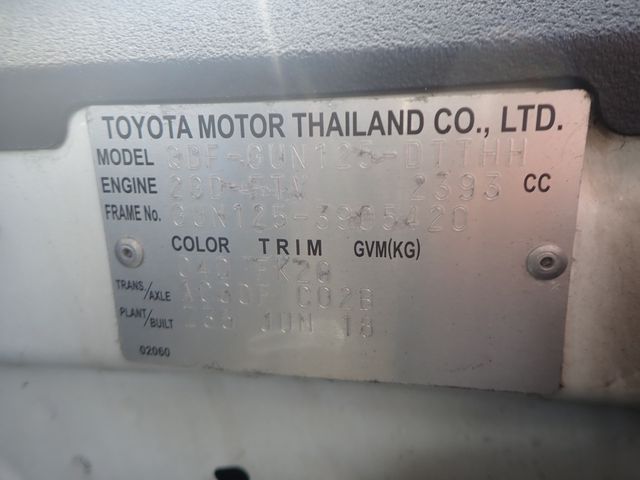 TOYOTA MOTOR THAILAND CO., LTD.
MODEL QDF-GUN125-DTTHH
ENGINE 2GD-FTV 2393 CC
FRAME No. GUN125-3905420
COLOR TRIM GVM(KG)
040 FK20
TRANS./AXLE AC60F C02B
PLANT/BUILT JUN 18
02060